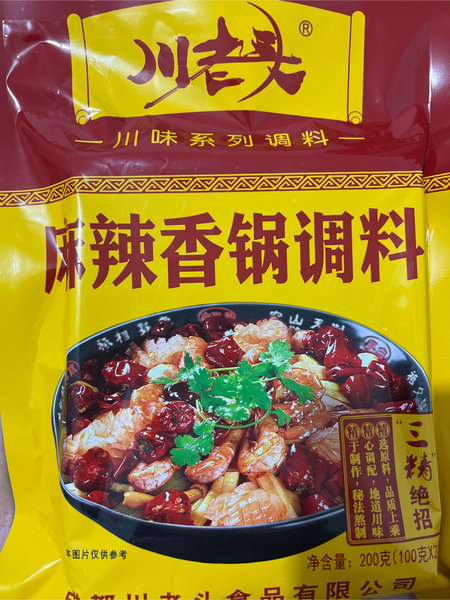 川老头®
川味系列调料
麻辣香锅调料
“三精”绝招
精选原料，品质上乘
精心调配，地道川味
精于制作，秘法熬制
本图片仅供参考
净含量：200克(100克X2
成都川老头食品有限公司